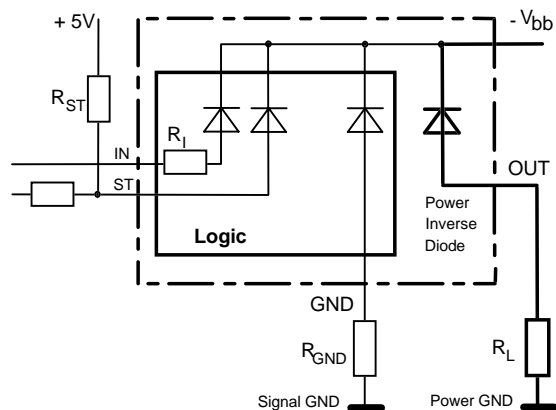 + 5V
- Vbb
RST
IN
RI
ST
OUT
Logic
Power
Inverse
Diode
GND
RGND
RL
Signal GND
Power GND